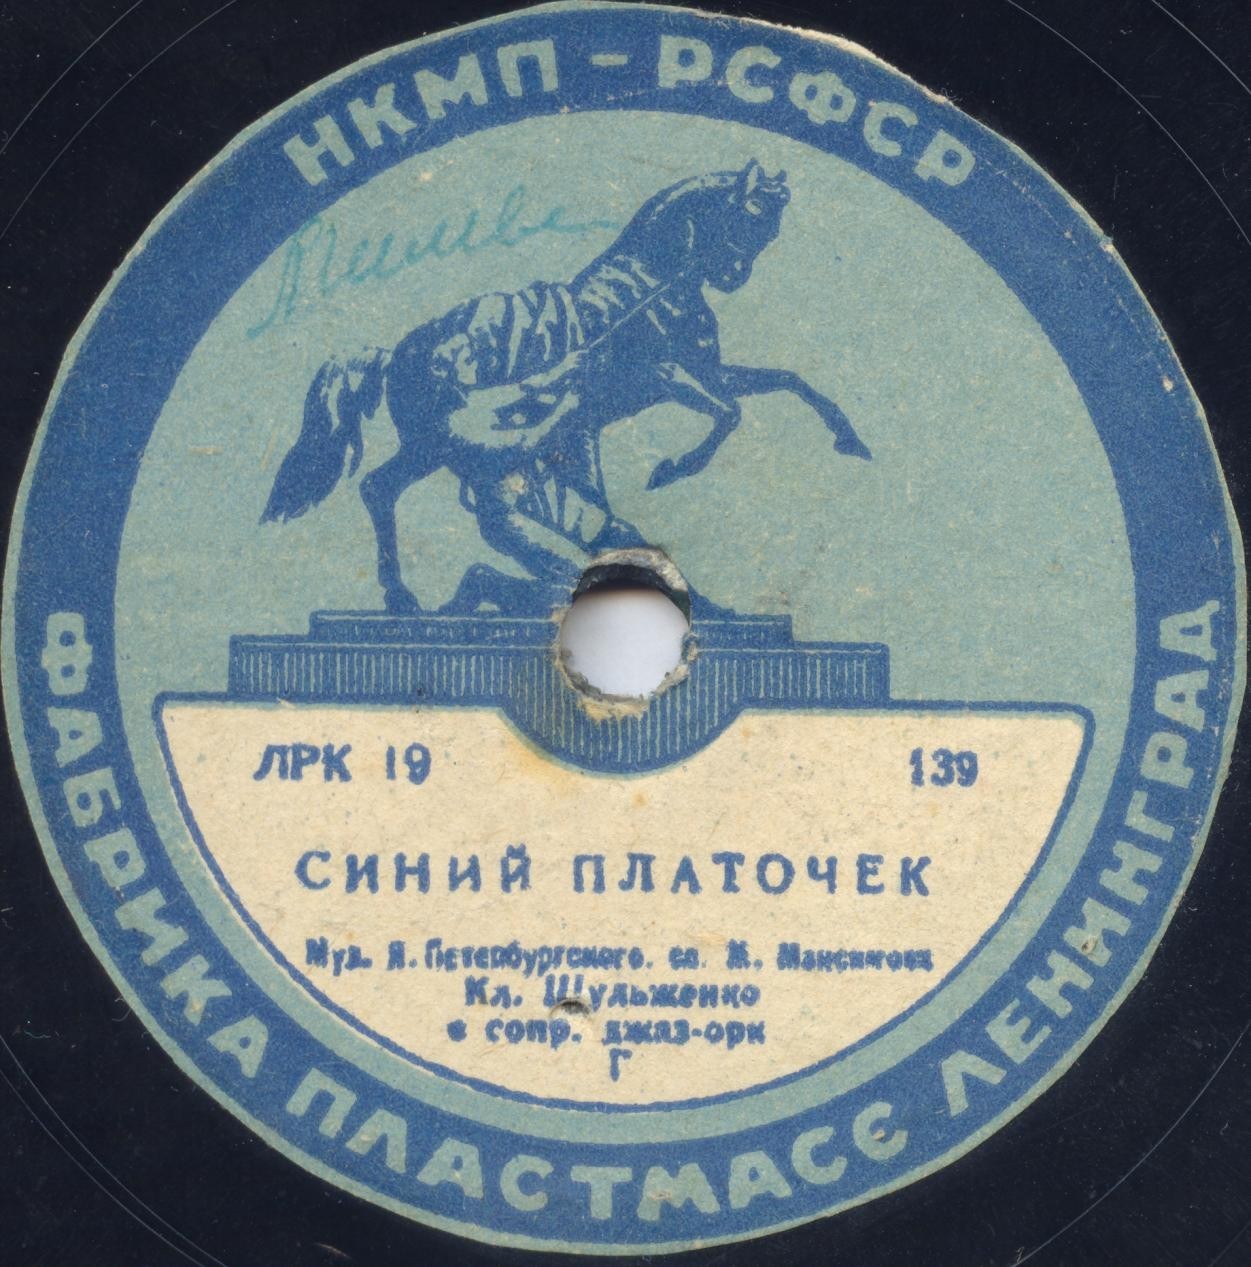 НКМП - РСФСР
ЛРК 19 139
СИНИЙ ПЛАТОЧЕК
Муз. Я. Петербургского. сл. М. Максимова
Кл. Шульженко
с сопр. джаз-орк
Г
ФАБРИКА ПЛАСТМАСС ЛЕНИНГРАД